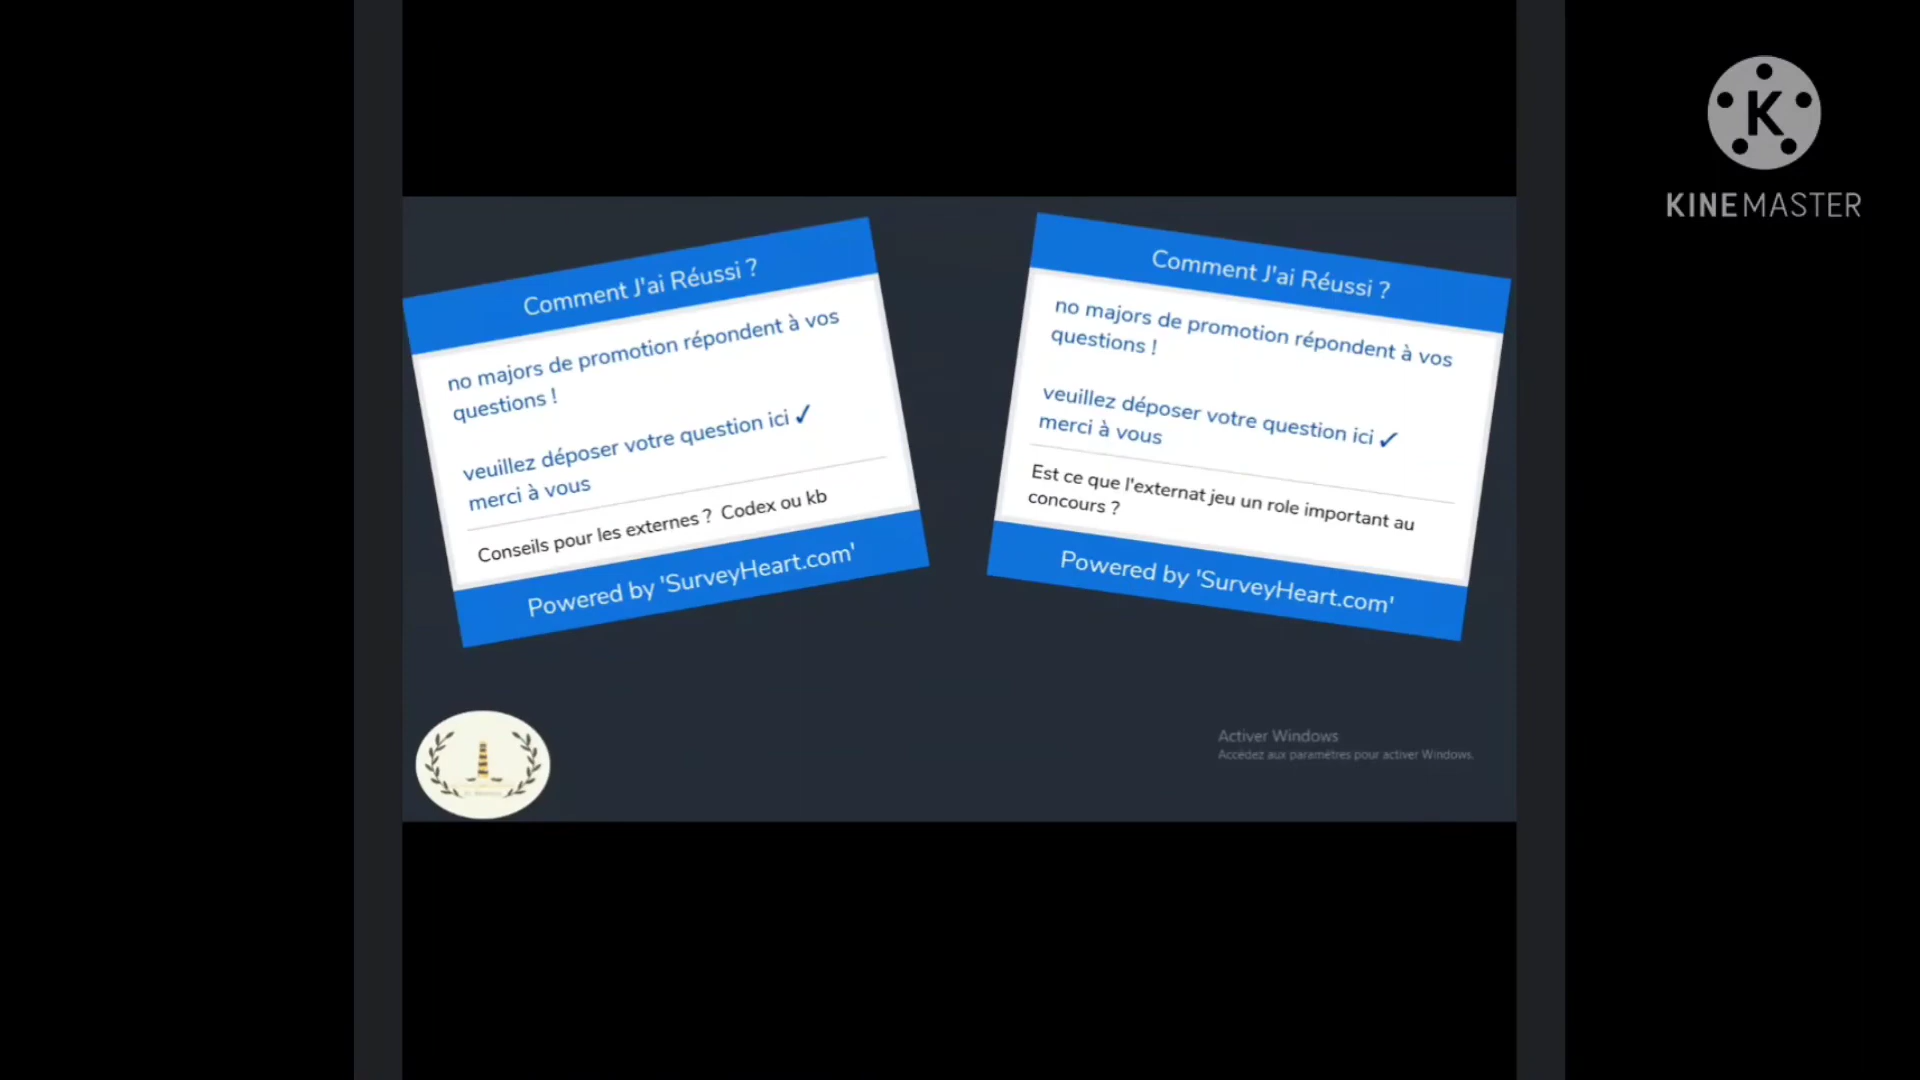 Comment J'ai Réussi ?
no majors de promotion répondent à vos
questions !
veuillez déposer votre question ici ✓
merci à vous
Conseils pour les externes ? Codex ou kb
Powered by 'SurveyHeart.com'
Comment J'ai Réussi ?
no majors de promotion répondent à vos
questions !
veuillez déposer votre question ici ✓
merci à vous
Est ce que l'externat jeu un role important au
concours ?
Powered by 'SurveyHeart.com'
Activer Windows
Accédez aux paramètres pour activer Windows.
K
KINEMASTER